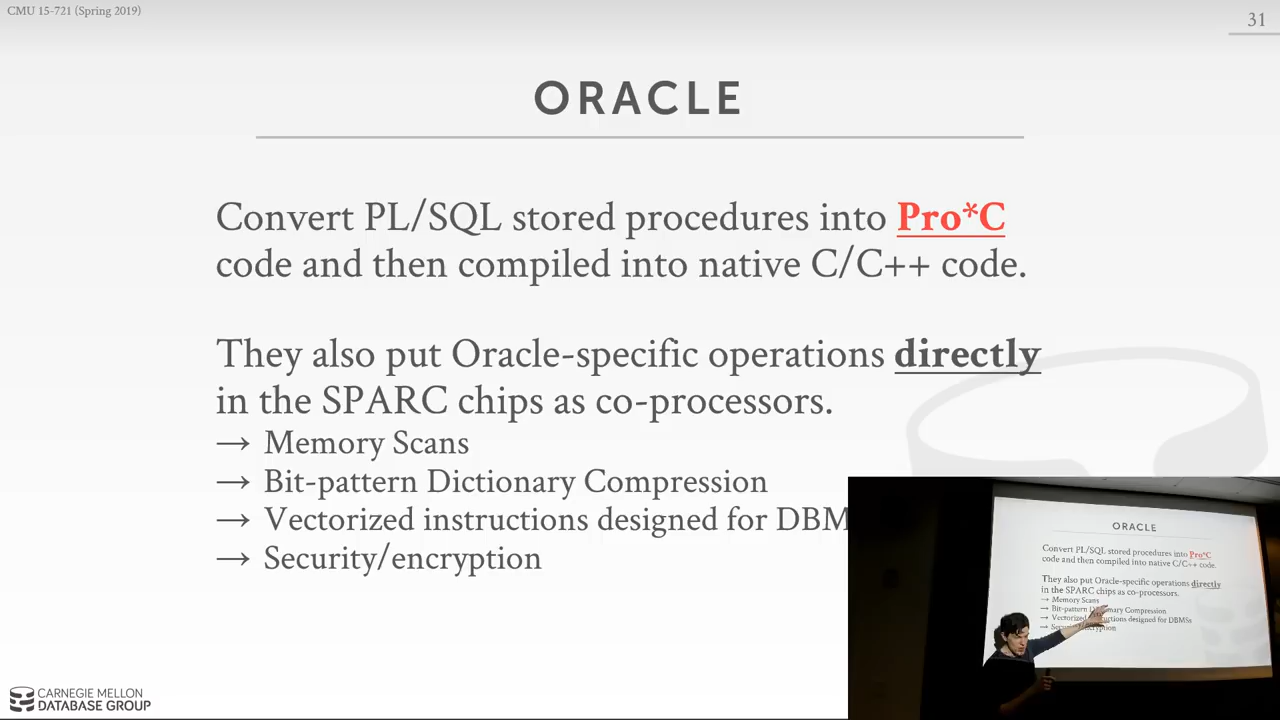 CMU 15-721 (Spring 2019)
31
ORACLE
Convert PL/SQL stored procedures into Pro*C
code and then compiled into native C/C++ code.
They also put Oracle-specific operations directly
in the SPARC chips as co-processors.
→ Memory Scans
→ Bit-pattern Dictionary Compression
→ Vectorized instructions designed for DBM
→ Security/encryption
CARNEGIE MELLON
DATABASE GROUP
ORACLE
Convert PL/SQL stored procedures into Pro*C
code and then compiled into native C/C++ code.
They also put Oracle-specific operations directly
in the SPARC chips as co-processors.
→ Memory Scans
→ Bit-pattern Compression
→ Vectorized instructions designed for DBMSs